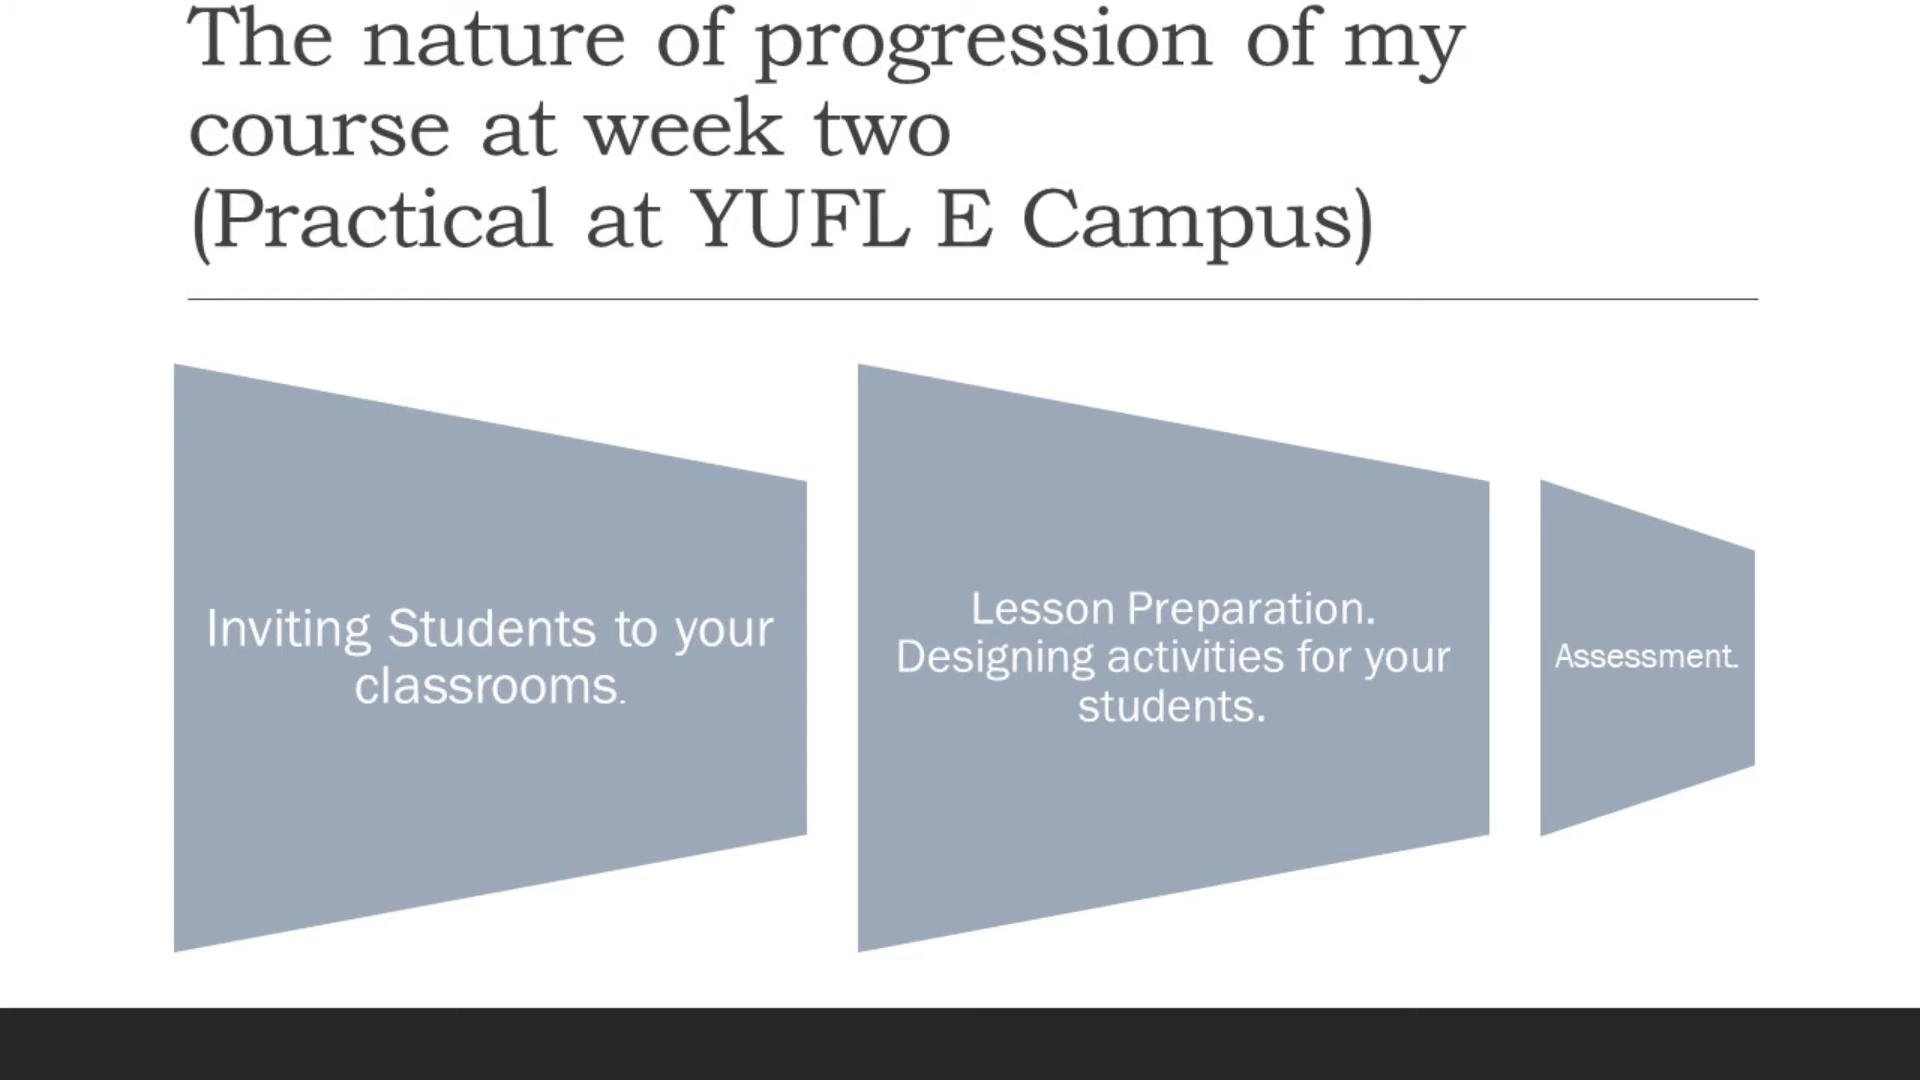 The nature of progression of my
course at week two
(Practical at YUFL E Campus)
Inviting Students to your
classrooms.
Lesson Preparation.
Designing activities for your
students.
Assessment.